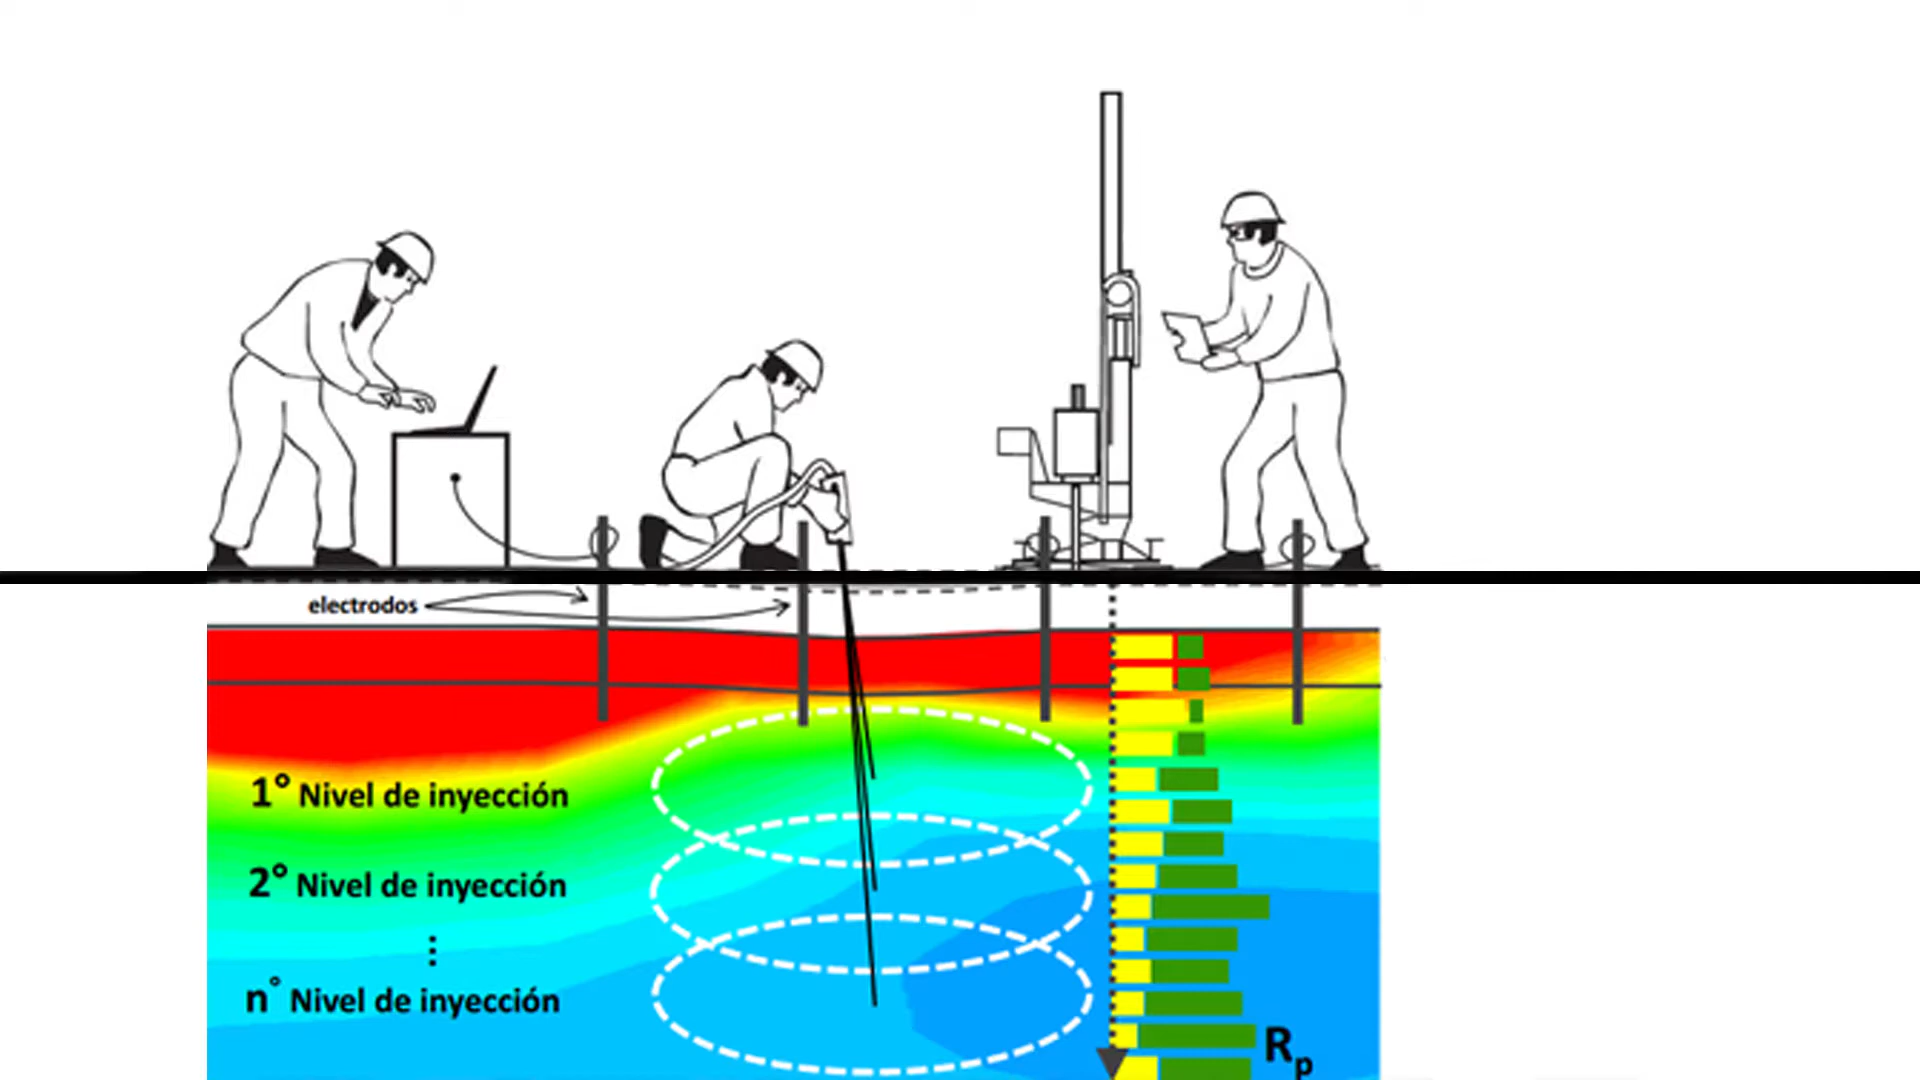 electrodos
1° Nivel de inyección
2° Nivel de inyección
n° Nivel de inyección
Rp